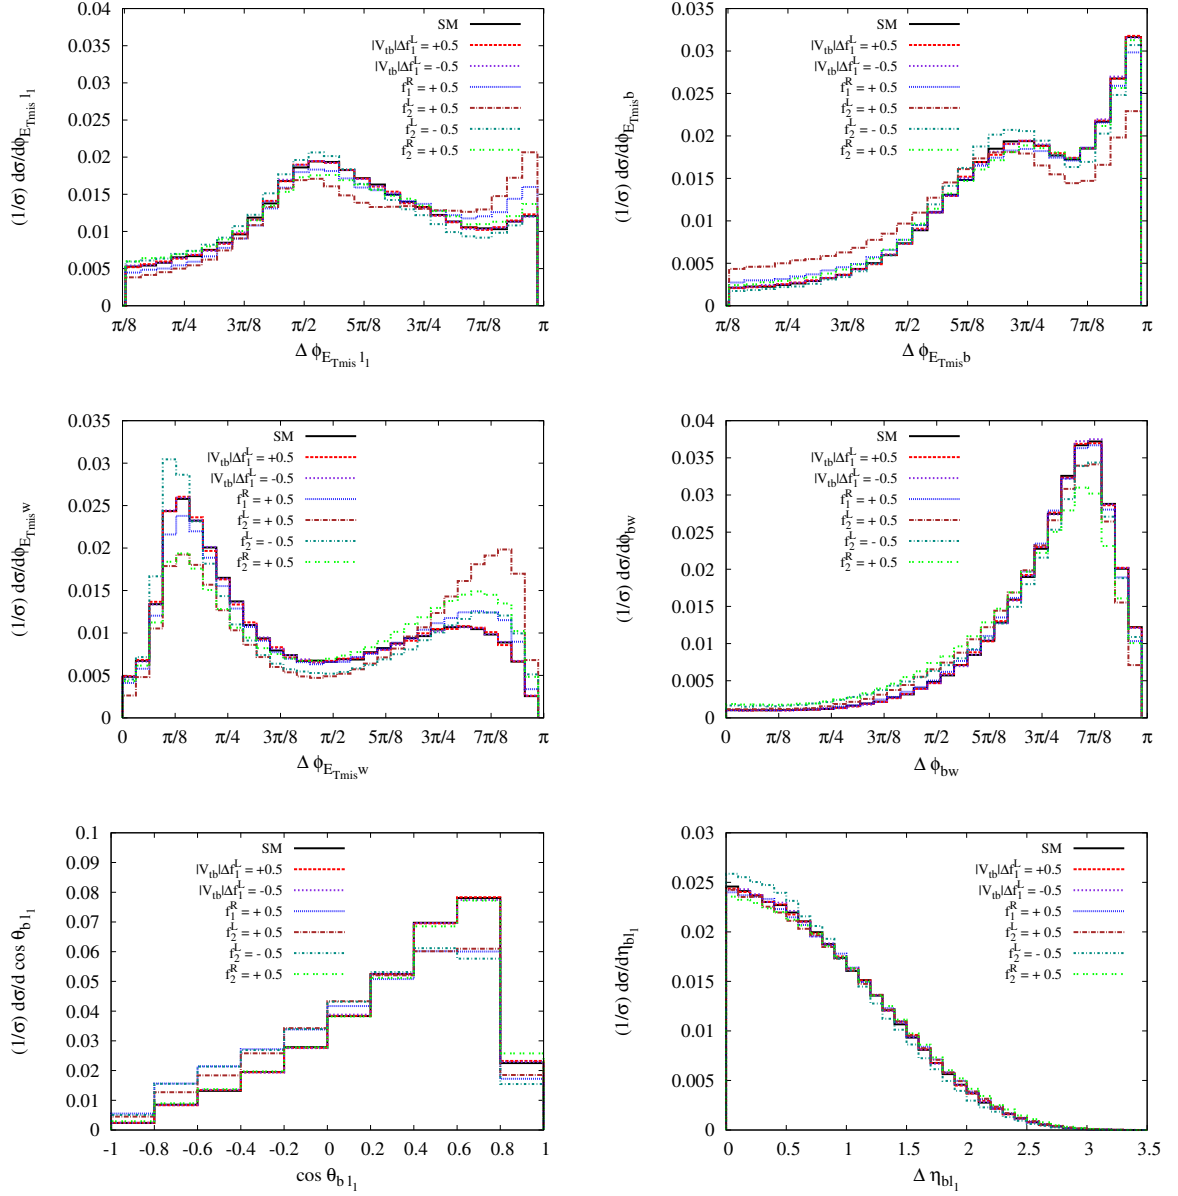 0.04
0.035
0.03
0.025
0.02
0.015
0.01
0.005
0
(1/σ) dσ/dϕ_{E_{Tmis} l_1}
SM
|V_{tb}|Δf_1^L = +0.5
|V_{tb}|Δf_1^L = -0.5
f_1^R = + 0.5
f_2^L = + 0.5
f_2^L = - 0.5
f_2^R = + 0.5
π/8 π/4 3π/8 π/2 5π/8 3π/4 7π/8 π
Δ ϕ_{E_{Tmis} l_1}
0.035
0.03
0.025
0.02
0.015
0.01
0.005
0
(1/σ) dσ/dϕ_{E_{Tmis}b}
SM
|V_{tb}|Δf_1^L = +0.5
|V_{tb}|Δf_1^L = -0.5
f_1^R = + 0.5
f_2^L = + 0.5
f_2^L = - 0.5
f_2^R = + 0.5
π/8 π/4 3π/8 π/2 5π/8 3π/4 7π/8 π
Δ ϕ_{E_{Tmis}b}
0.035
0.03
0.025
0.02
0.015
0.01
0.005
0
(1/σ) dσ/dϕ_{E_{Tmis}w}
SM
|V_{tb}|Δf_1^L = +0.5
|V_{tb}|Δf_1^L = -0.5
f_1^R = + 0.5
f_2^L = + 0.5
f_2^L = - 0.5
f_2^R = + 0.5
0 π/8 π/4 3π/8 π/2 5π/8 3π/4 7π/8 π
Δ ϕ_{E_{Tmis}w}
0.04
0.035
0.03
0.025
0.02
0.015
0.01
0.005
0
(1/σ) dσ/dϕ_{bw}
SM
|V_{tb}|Δf_1^L = +0.5
|V_{tb}|Δf_1^L = -0.5
f_1^R = + 0.5
f_2^L = + 0.5
f_2^L = - 0.5
f_2^R = + 0.5
0 π/8 π/4 3π/8 π/2 5π/8 3π/4 7π/8 π
Δ ϕ_{bw}
0.1
0.09
0.08
0.07
0.06
0.05
0.04
0.03
0.02
0.01
0
(1/σ) dσ/d cos θ_{b l_1}
SM
|V_{tb}|Δf_1^L = +0.5
|V_{tb}|Δf_1^L = -0.5
f_1^R = + 0.5
f_2^L = + 0.5
f_2^L = - 0.5
f_2^R = + 0.5
-1 -0.8 -0.6 -0.4 -0.2 0 0.2 0.4 0.6 0.8 1
cos θ_{b l_1}
0.03
0.025
0.02
0.015
0.01
0.005
0
(1/σ) dσ/dη_{bl_1}
SM
|V_{tb}|Δf_1^L = +0.5
|V_{tb}|Δf_1^L = -0.5
f_1^R = + 0.5
f_2^L = + 0.5
f_2^L = - 0.5
f_2^R = + 0.5
0 0.5 1 1.5 2 2.5 3 3.5
Δ η_{bl_1}